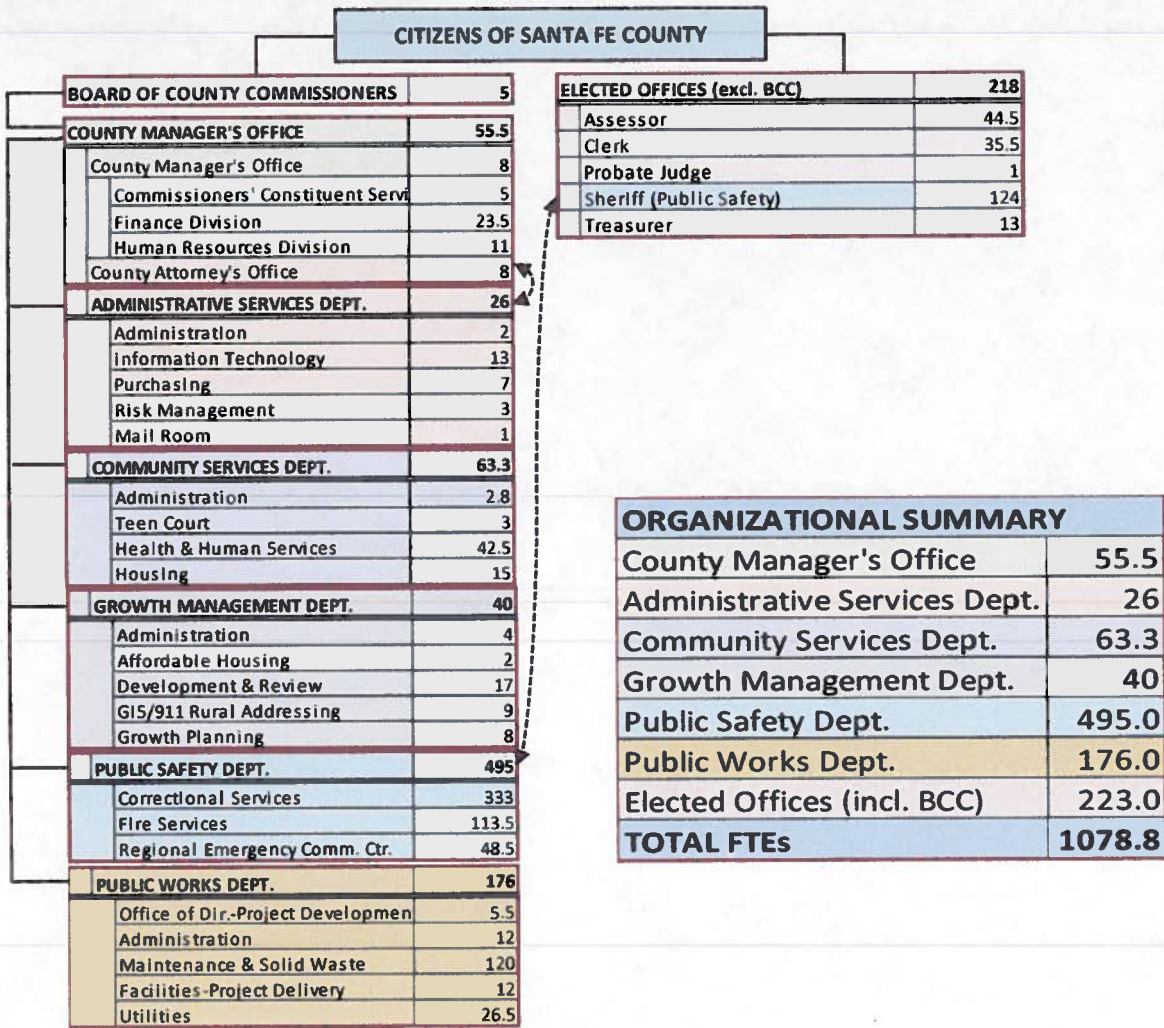 CITIZENS OF SANTA FE COUNTY
BOARD OF COUNTY COMMISSIONERS 5
COUNTY MANAGER'S OFFICE 55.5
County Manager's Office 8
Commissioners' Constituent Servi 5
Finance Division 23.5
Human Resources Division 11
County Attorney's Office 8
ADMINISTRATIVE SERVICES DEPT. 26
Administration 2
Information Technology 13
Purchasing 7
Risk Management 3
Mail Room 1
COMMUNITY SERVICES DEPT. 63.3
Administration 2.8
Teen Court 3
Health & Human Services 42.5
Housing 15
GROWTH MANAGEMENT DEPT. 40
Administration 4
Affordable Housing 2
Development & Review 17
GIS/911 Rural Addressing 9
Growth Planning 8
PUBLIC SAFETY DEPT. 495
Correctional Services 333
Fire Services 113.5
Regional Emergency Comm. Ctr. 48.5
PUBLIC WORKS DEPT. 176
Office of Dir.-Project Developmen 5.5
Administration 12
Maintenance & Solid Waste 120
Facilities-Project Delivery 12
Utilities 26.5
ELECTED OFFICES (excl. BCC) 218
Assessor 44.5
Clerk 35.5
Probate Judge 1
Sheriff (Public Safety) 124
Treasurer 13
ORGANIZATIONAL SUMMARY
County Manager's Office 55.5
Administrative Services Dept. 26
Community Services Dept. 63.3
Growth Management Dept. 40
Public Safety Dept. 495.0
Public Works Dept. 176.0
Elected Offices (incl. BCC) 223.0
TOTAL FTEs 1078.8